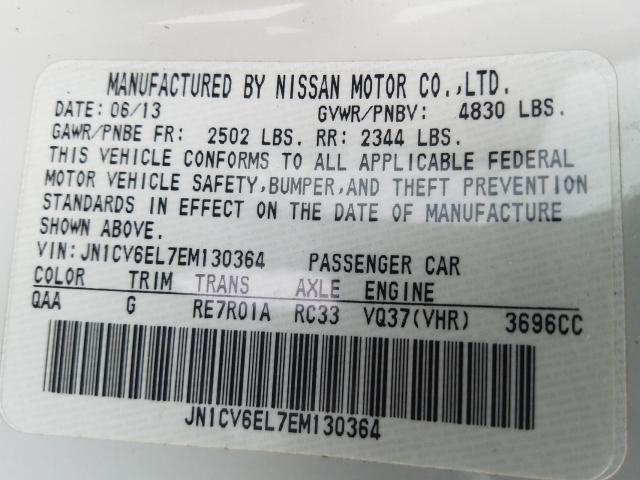 MANUFACTURED BY NISSAN MOTOR CO.,LTD.
DATE: 06/13 GVWR/PNBV: 4830 LBS.
GAWR/PNBE FR: 2502 LBS. RR: 2344 LBS.
THIS VEHICLE CONFORMS TO ALL APPLICABLE FEDERAL
MOTOR VEHICLE SAFETY,BUMPER,AND THEFT PREVENTION
STANDARDS IN EFFECT ON THE DATE OF MANUFACTURE
SHOWN ABOVE.
VIN:JN1CV6EL7EM130364 PASSENGER CAR
COLOR TRIM TRANS AXLE ENGINE
QAA G RE7R01A RC33 VQ37(VHR) 3696CC
JN1CV6EL7EM130364